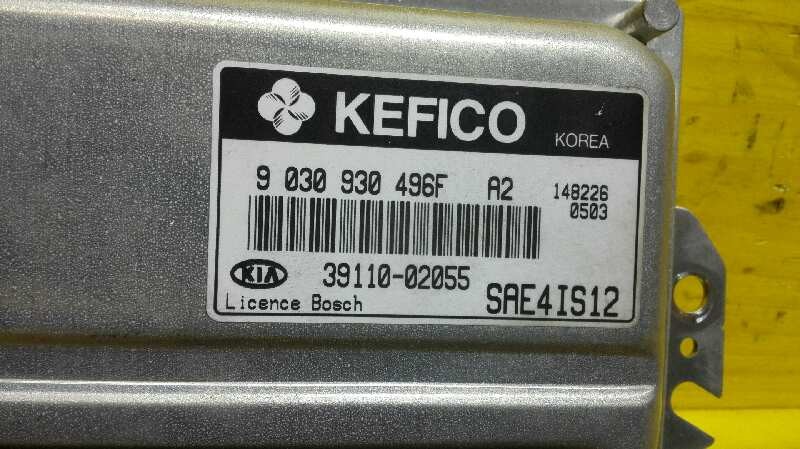 KEFICO KOREA
9 030 930 496F A2 148226
0503
KIA 39110-02055
Licence Bosch SAE4IS12